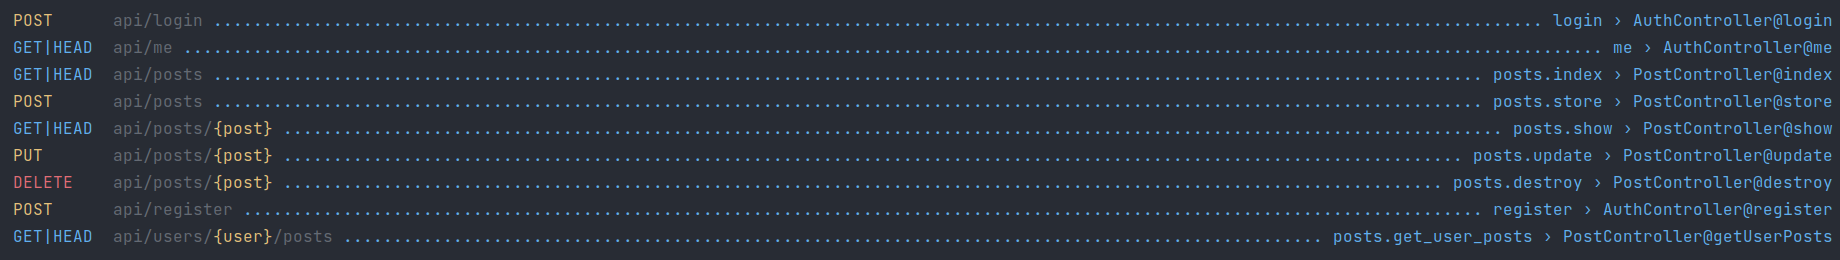 POST api/login ..................................................................................................................................... login › AuthController@login
GET|HEAD api/me .............................................................................................................................................. me › AuthController@me
GET|HEAD api/posts ............................................................................................................................... posts.index › PostController@index
POST api/posts ............................................................................................................................... posts.store › PostController@store
GET|HEAD api/posts/{post} .......................................................................................................................... posts.show › PostController@show
PUT api/posts/{post} ...................................................................................................................... posts.update › PostController@update
DELETE api/posts/{post} .................................................................................................................... posts.destroy › PostController@destroy
POST api/register ............................................................................................................................ register › AuthController@register
GET|HEAD api/users/{user}/posts .................................................................................................. posts.get_user_posts › PostController@getUserPosts